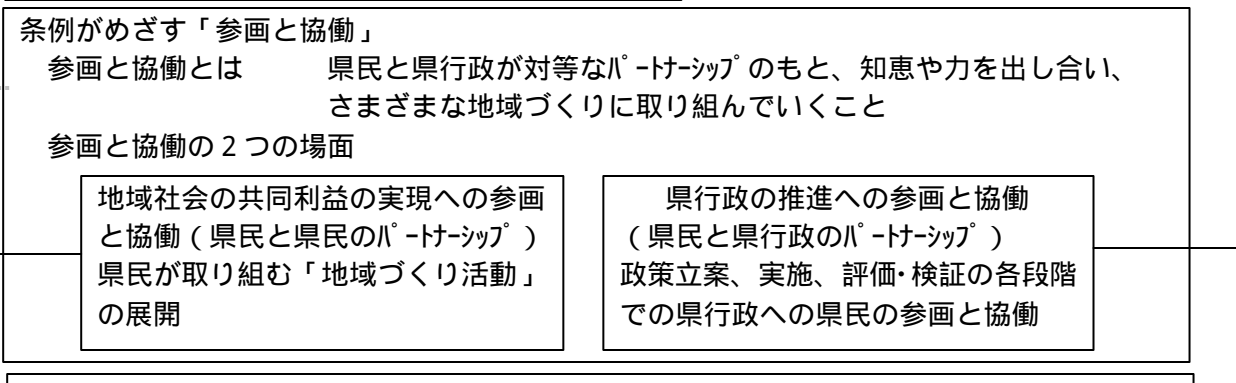 条例がめざす「参画と協働」
参画と協働とは 県民と県行政が対等なﾊﾟｰﾄﾅｰｼｯﾌﾟのもと、知恵や力を出し合い、
さまざまな地域づくりに取り組んでいくこと
参画と協働の２つの場面
地域社会の共同利益の実現への参画
と協働（県民と県民のﾊﾟｰﾄﾅｰｼｯﾌﾟ）
県民が取り組む「地域づくり活動」
の展開
県行政の推進への参画と協働
（県民と県行政のﾊﾟｰﾄﾅｰｼｯﾌﾟ）
政策立案、実施、評価･検証の各段階
での県行政への県民の参画と協働